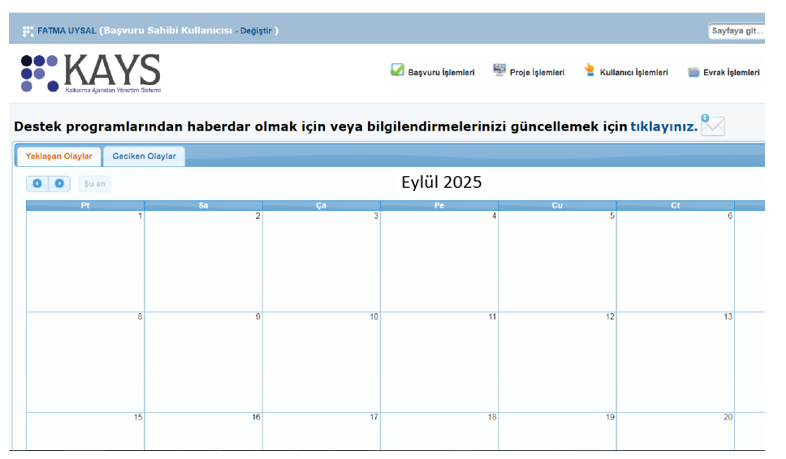 FATMA UYSAL (Başvuru Sahibi Kullanıcısı - Değiştir )
Sayfaya git...
KAYS
Kalkınma Ajansları Yönetim Sistemi
Başvuru İşlemleri
Proje İşlemleri
Kullanıcı İşlemleri
Evrak İşlemleri
Destek programlarından haberdar olmak için veya bilgilendirmelerinizi güncellemek için tıklayınız.
Yaklaşan Olaylar
Geciken Olaylar
Şu an
Eylül 2025
Pt Sa Ça Pe Cu Ct
1 2 3 4 5 6
8 9 10 11 12 13
15 16 17 18 19 20